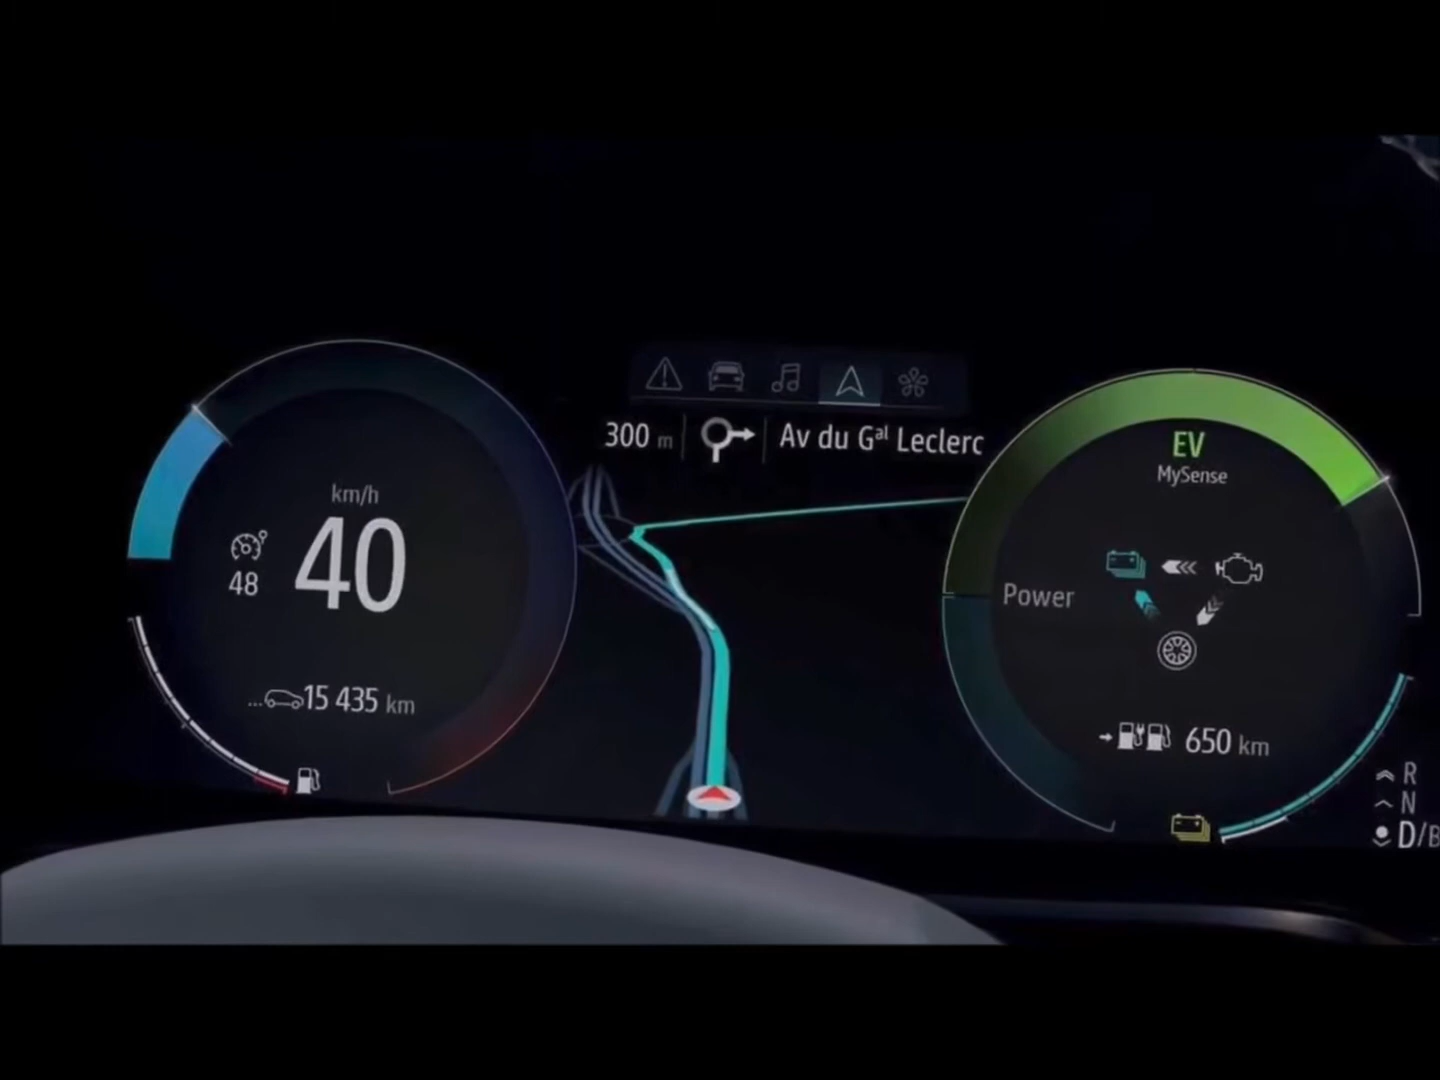 300 m Av du Gᵃˡ Leclerc
km/h
48 40
...15 435 km
EV
MySense
Power
650 km
R
N
D/B